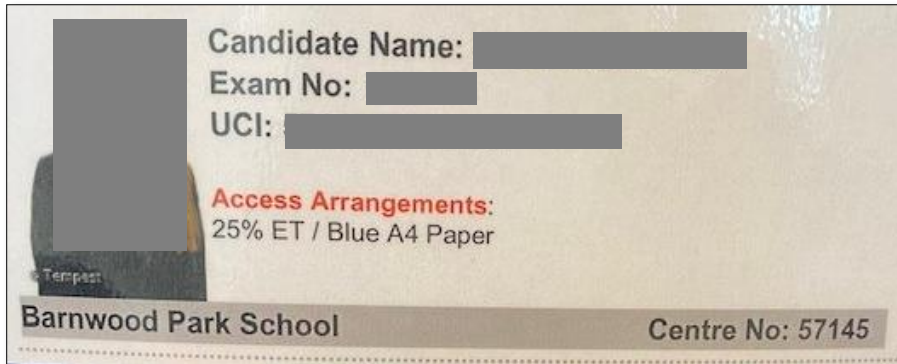 Candidate Name:
Exam No:
UCI:
Access Arrangements:
25% ET / Blue A4 Paper
© Tempest
Barnwood Park School
Centre No: 57145